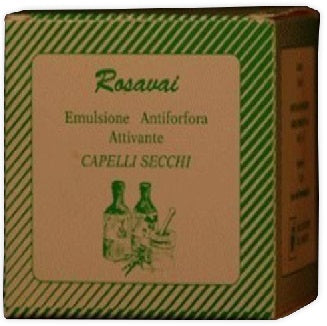 Rosavai
Emulsione Antiforfora
Attivante
CAPELLI SECCHI